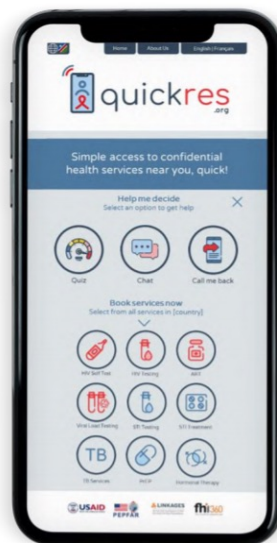 Home About Us English | Français
quickres
.org
Simple access to confidential
health services near you, quick!
Help me decide
Select an option to get help
Quiz Chat Call me back
Book services now
Select from all services in [country]
HIV Self Test HIV Testing ART
Viral Load Testing STI Testing STI Treatment
TB
TB Services PrEP Hormonal Therapy
USAID PEPFAR LINKAGES fhi360